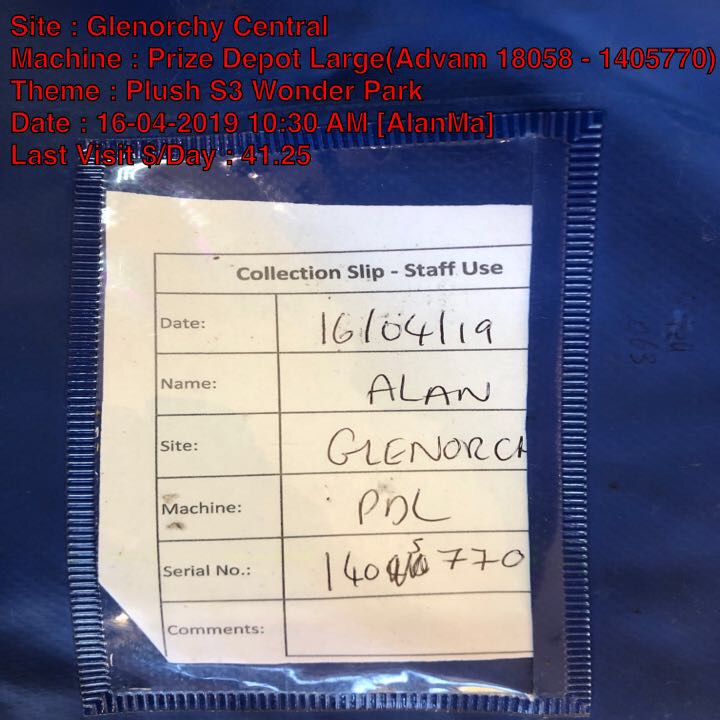 Site : Glenorchy Central
Machine : Prize Depot Large(Advam 18058 - 1405770)
Theme : Plush S3 Wonder Park
Date : 16-04-2019 10:30 AM [AlanMa]
Last Visit $/Day : 41.25
Collection Slip - Staff Use
Date: 16/04/19
Name: ALAN
Site: GLENORCH
Machine: PDL
Serial No.: 1405770
Comments: